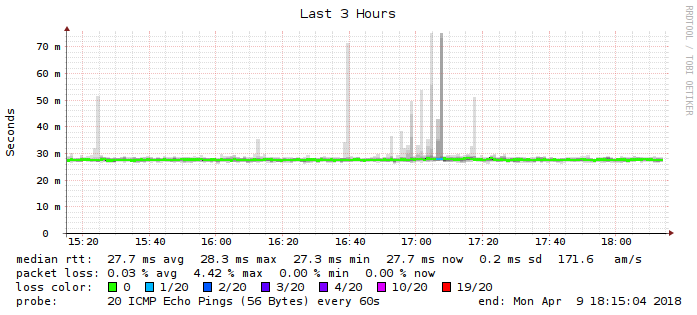 Last 3 Hours
RRDTOOL / TOBI OETIKER
Seconds
70 m
60 m
50 m
40 m
30 m
20 m
10 m
0
15:20 15:40 16:00 16:20 16:40 17:00 17:20 17:40 18:00
median rtt: 27.7 ms avg 28.3 ms max 27.3 ms min 27.7 ms now 0.2 ms sd 171.6 am/s
packet loss: 0.03 % avg 4.42 % max 0.00 % min 0.00 % now
loss color: 0 1/20 2/20 3/20 4/20 10/20 19/20
probe: 20 ICMP Echo Pings (56 Bytes) every 60s end: Mon Apr 9 18:15:04 2018